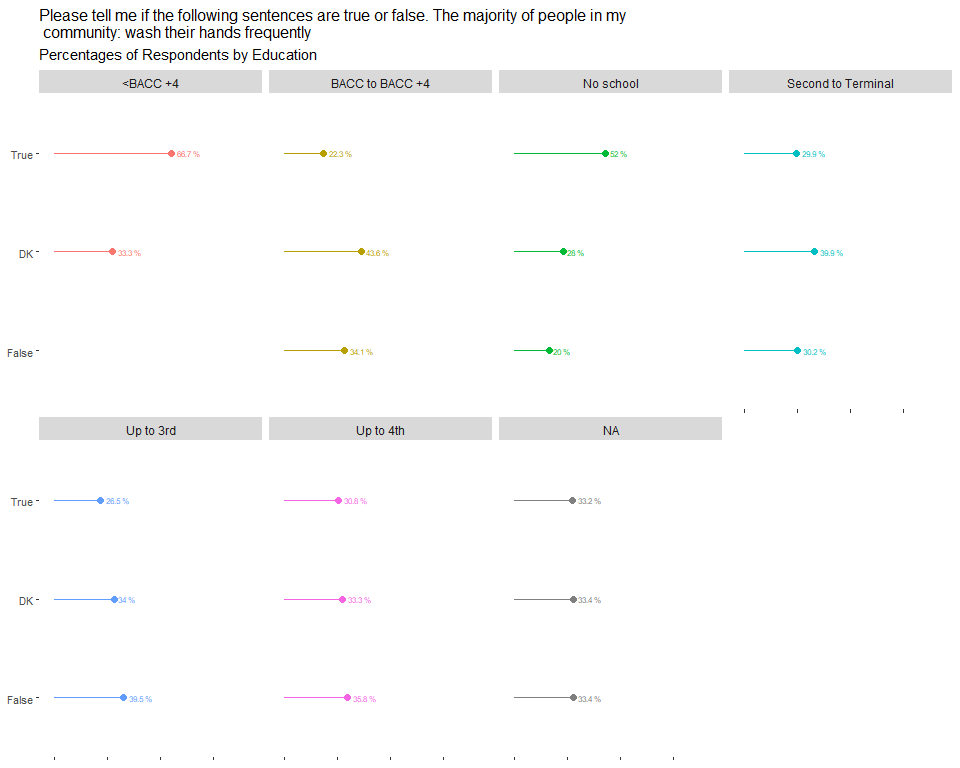 Please tell me if the following sentences are true or false. The majority of people in my
community: wash their hands frequently
Percentages of Respondents by Education
<BACC +4 BACC to BACC +4 No school Second to Terminal
True 66.7 % 22.3 % 52 % 29.9 %
DK 33.3 % 43.6 % 28 % 39.9 %
False 34.1 % 20 % 30.2 %
Up to 3rd Up to 4th NA
True 26.5 % 30.8 % 33.2 %
DK 34 % 33.3 % 33.4 %
False 39.5 % 35.8 % 33.4 %